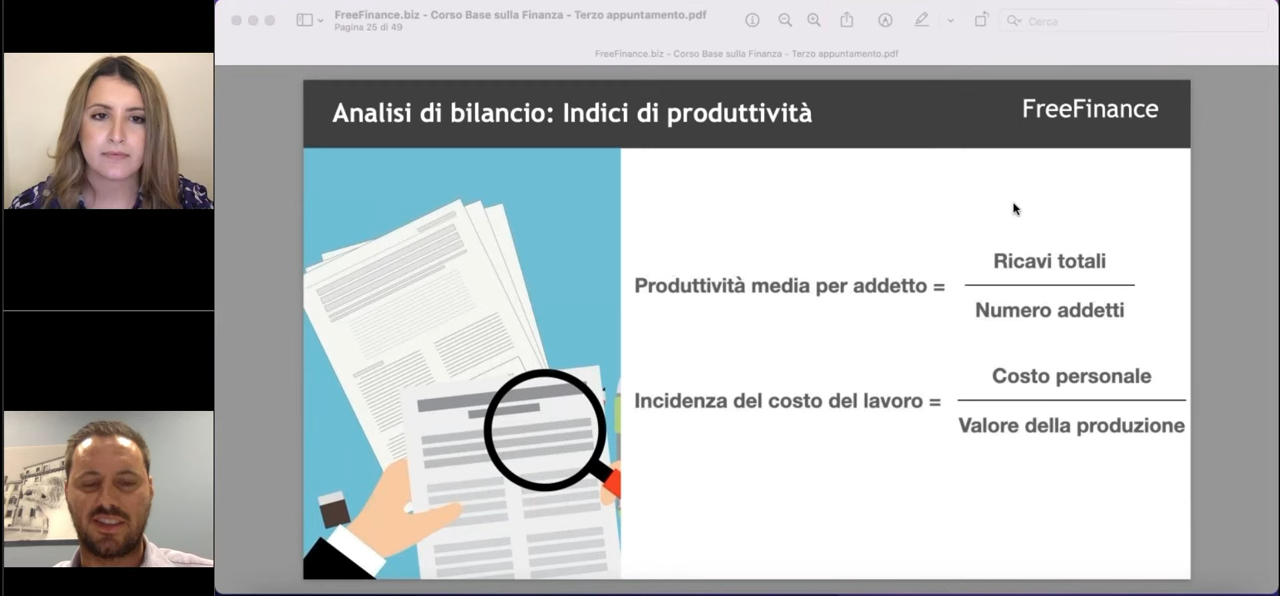 FreeFinance.biz - Corso Base sulla Finanza - Terzo appuntamento.pdf
Pagina 25 di 49
Cerca
FreeFinance.biz - Corso Base sulla Finanza - Terzo appuntamento.pdf
Analisi di bilancio: Indici di produttività
FreeFinance
Ricavi totali
Produttività media per addetto =
Numero addetti
Costo personale
Incidenza del costo del lavoro =
Valore della produzione